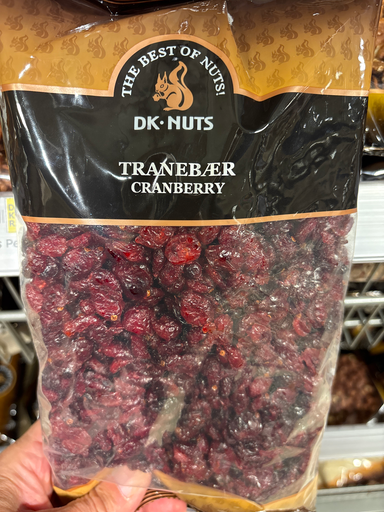 THE BEST OF NUTS!
DK·NUTS
TRANEBÆR
CRANBERRY